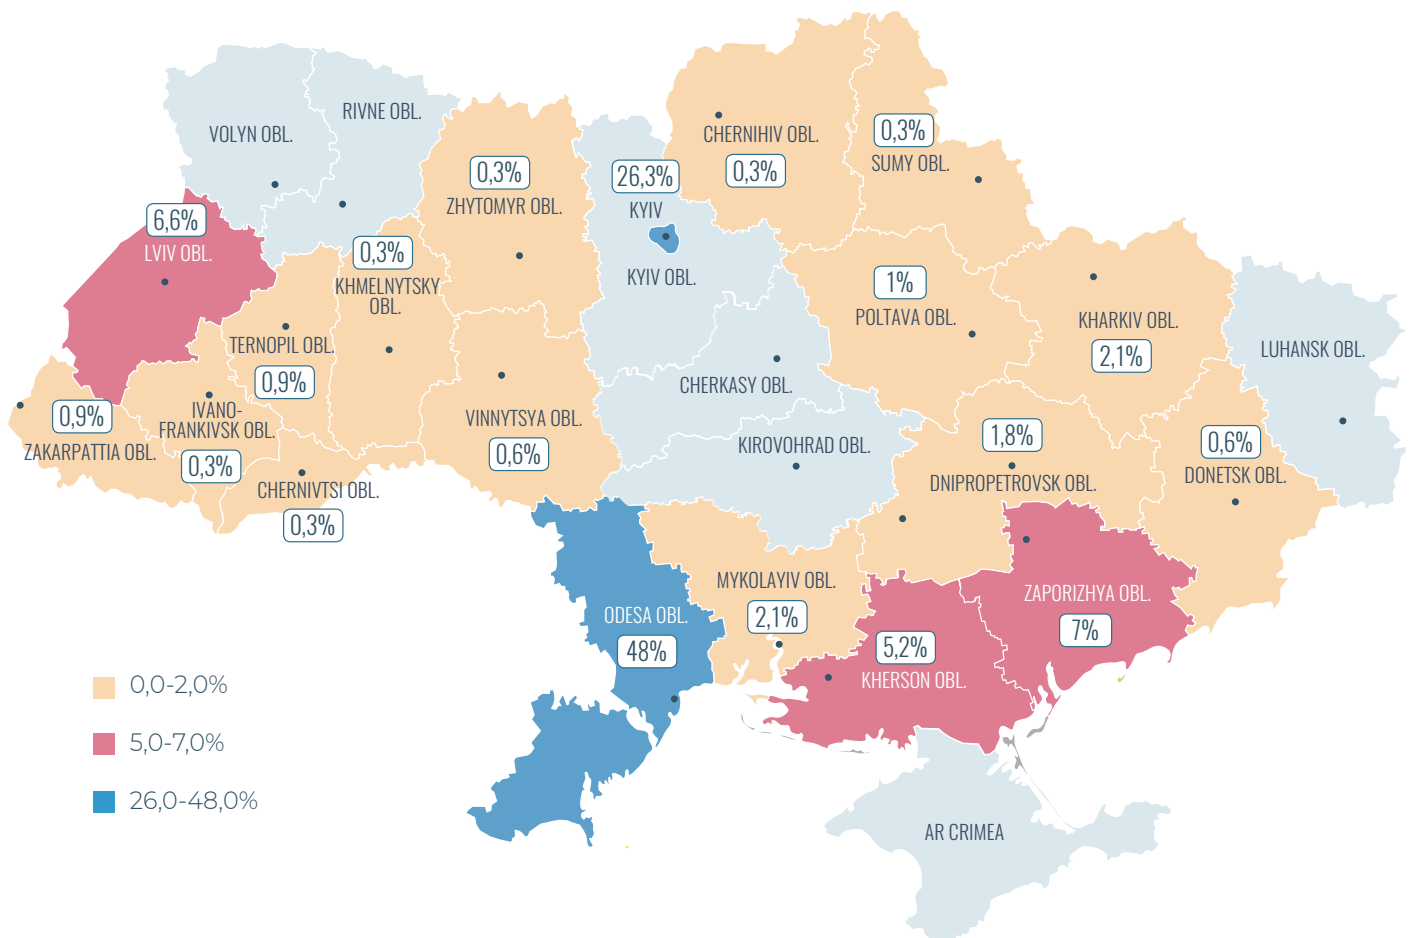 RIVNE OBL.
VOLYN OBL.
CHERNIHIV OBL.
0,3%
0,3%
SUMY OBL.
0,3%
ZHYTOMYR OBL.
26,3%
KYIV
KYIV OBL.
6,6%
LVIV OBL.
0,3%
KHMELNYTSKY
OBL.
1%
POLTAVA OBL.
KHARKIV OBL.
2,1%
LUHANSK OBL.
TERNOPIL OBL.
0,9%
CHERKASY OBL.
0,9%
ZAKARPATTIA OBL.
IVANO-
FRANKIVSK OBL.
0,3%
VINNYTSYA OBL.
0,6%
KIROVOHRAD OBL.
1,8%
DNIPROPETROVSK OBL.
0,6%
DONETSK OBL.
CHERNIVTSI OBL.
0,3%
MYKOLAYIV OBL.
2,1%
ZAPORIZHYA OBL.
7%
ODESA OBL.
48%
5,2%
KHERSON OBL.
0,0-2,0%
5,0-7,0%
26,0-48,0%
AR CRIMEA